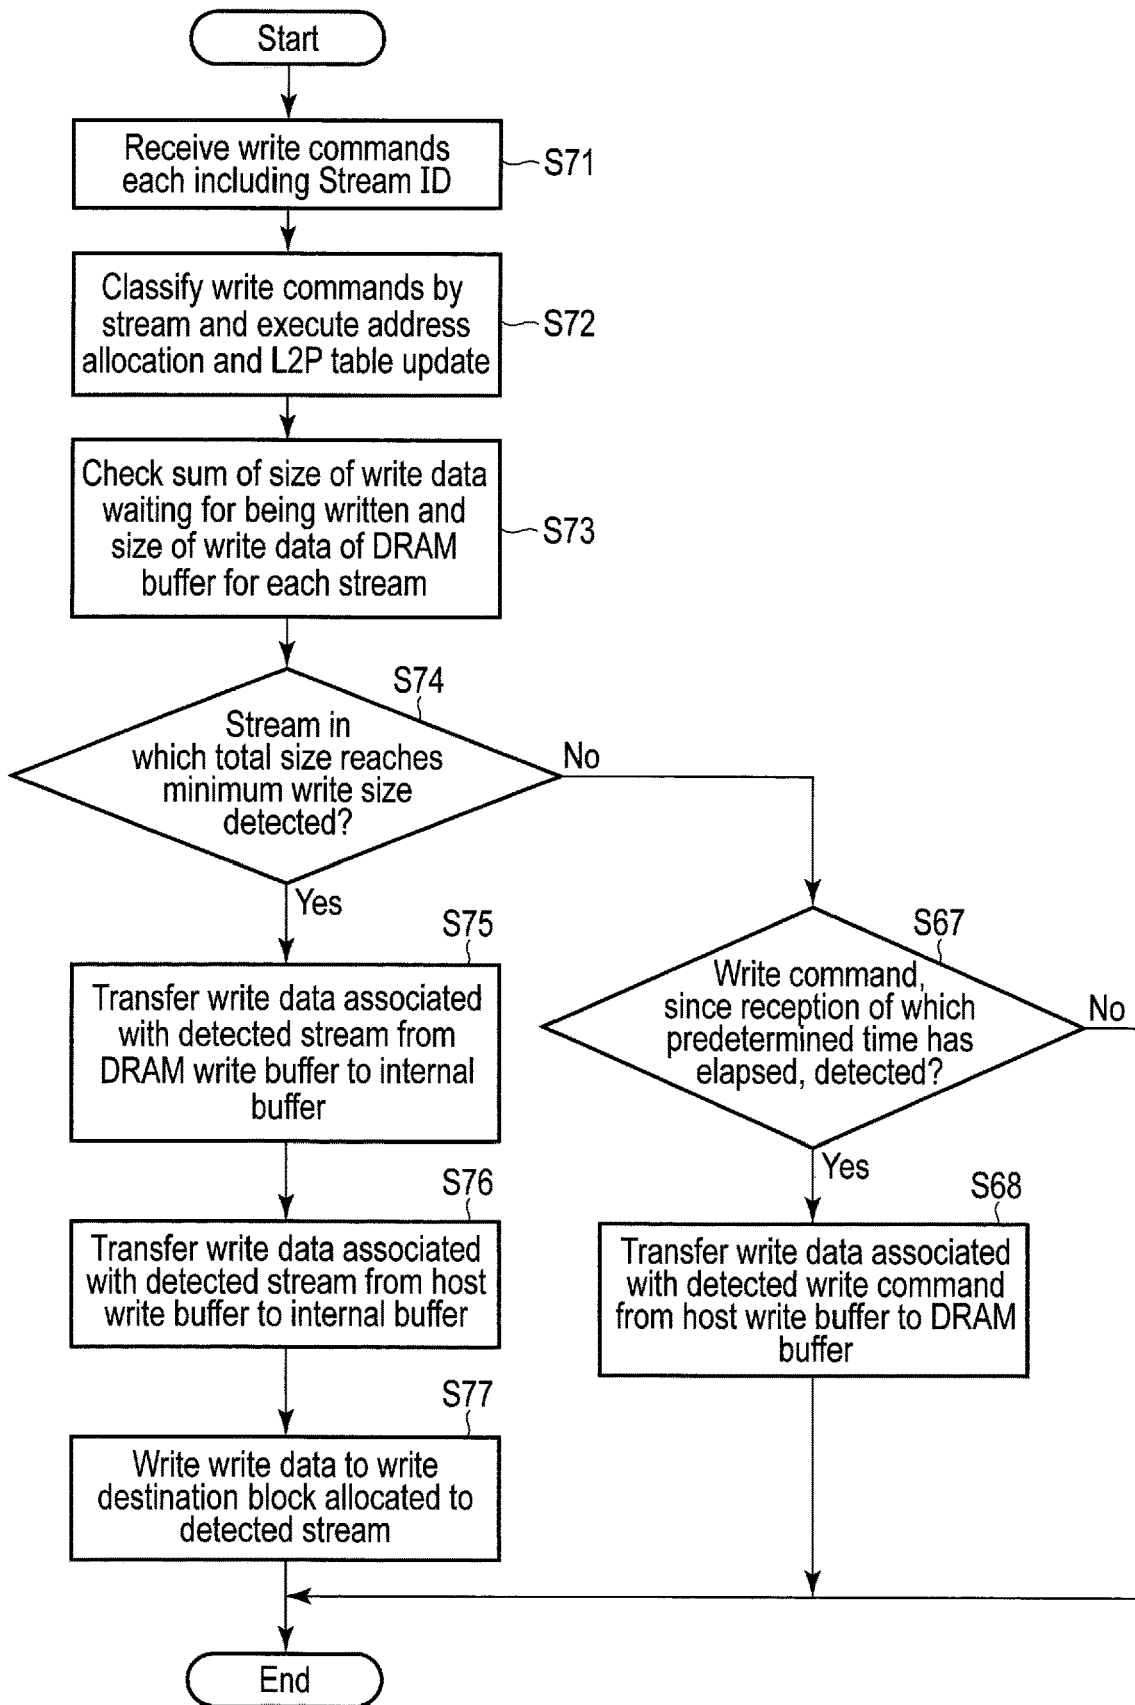 Start
Receive write commands
each including Stream ID
S71
Classify write commands by
stream and execute address
allocation and L2P table update
S72
Check sum of size of write data
waiting for being written and
size of write data of DRAM
buffer for each stream
S73
S74
Stream in
which total size reaches
minimum write size
detected?
No
Yes
S75
Transfer write data associated
with detected stream from
DRAM write buffer to internal
buffer
S67
Write command,
since reception of which
predetermined time has
elapsed, detected?
No
Yes
S76
Transfer write data associated
with detected stream from host
write buffer to internal buffer
S68
Transfer write data associated
with detected write command
from host write buffer to DRAM
buffer
S77
Write write data to write
destination block allocated to
detected stream
End